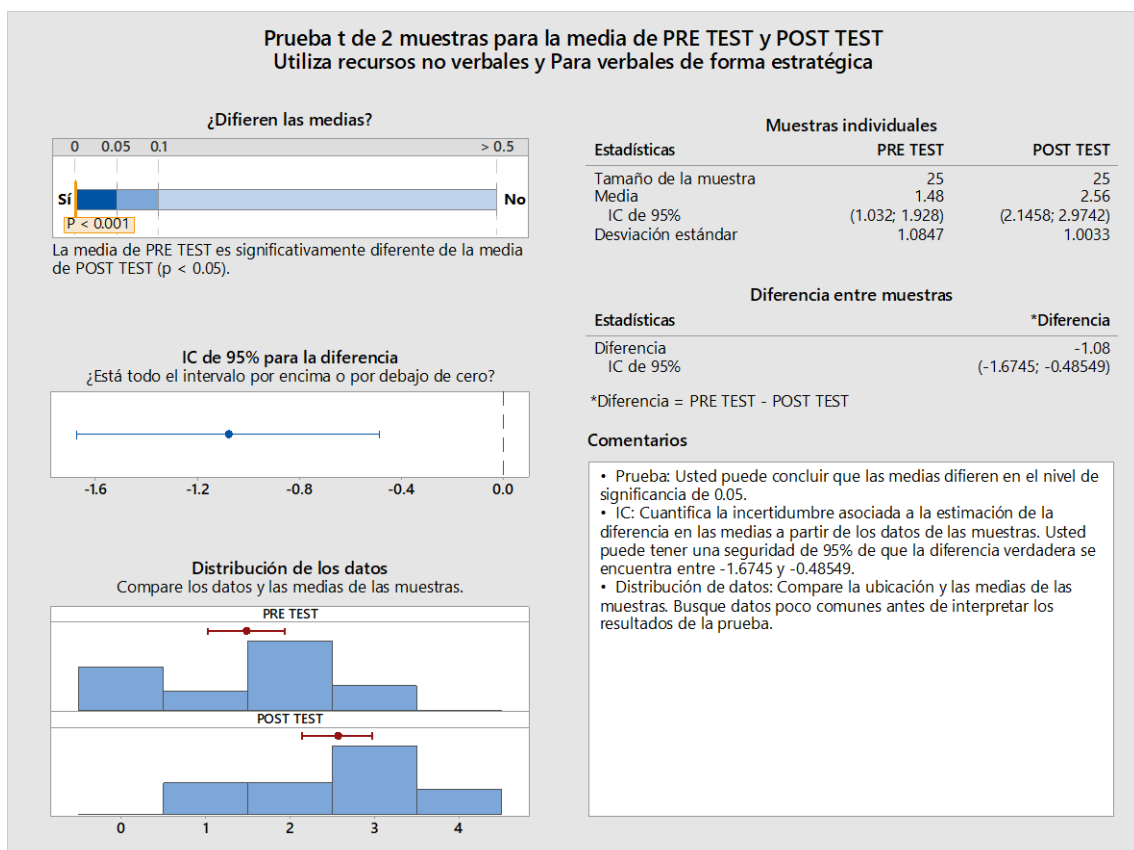 Prueba t de 2 muestras para la media de PRE TEST y POST TEST
Utiliza recursos no verbales y Para verbales de forma estratégica
¿Difieren las medias?
0 0.05 0.1 > 0.5
Sí No
P < 0.001
La media de PRE TEST es significativamente diferente de la media
de POST TEST (p < 0.05).
IC de 95% para la diferencia
¿Está todo el intervalo por encima o por debajo de cero?
-1.6 -1.2 -0.8 -0.4 0.0
Distribución de los datos
Compare los datos y las medias de las muestras.
PRE TEST
POST TEST
0 1 2 3 4
Muestras individuales
Estadísticas PRE TEST POST TEST
Tamaño de la muestra 25 25
Media 1.48 2.56
IC de 95% (1.032; 1.928) (2.1458; 2.9742)
Desviación estándar 1.0847 1.0033
Diferencia entre muestras
Estadísticas *Diferencia
Diferencia -1.08
IC de 95% (-1.6745; -0.48549)
*Diferencia = PRE TEST - POST TEST
Comentarios
• Prueba: Usted puede concluir que las medias difieren en el nivel de
significancia de 0.05.
• IC: Cuantifica la incertidumbre asociada a la estimación de la
diferencia en las medias a partir de los datos de las muestras. Usted
puede tener una seguridad de 95% de que la diferencia verdadera se
encuentra entre -1.6745 y -0.48549.
• Distribución de datos: Compare la ubicación y las medias de las
muestras. Busque datos poco comunes antes de interpretar los
resultados de la prueba.